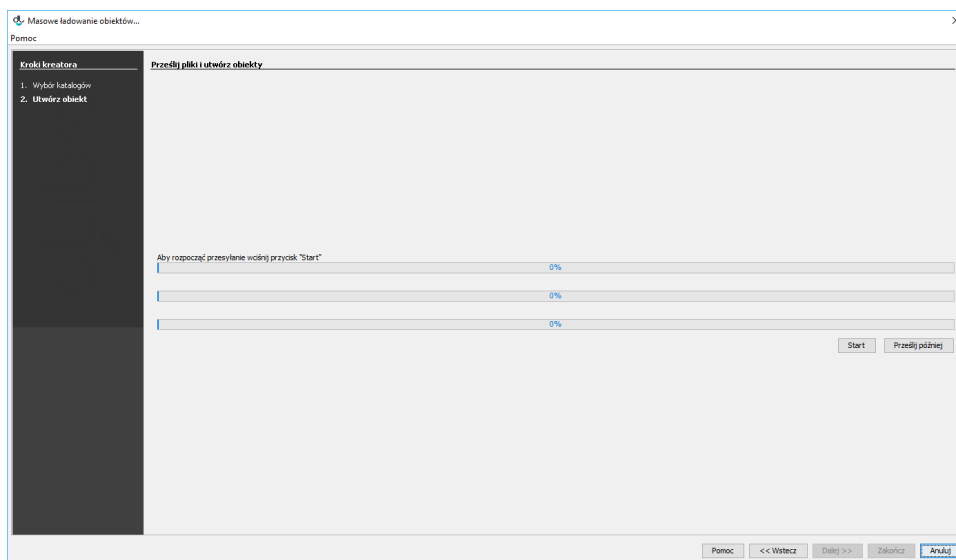 Masowe ładowanie obiektów...
Pomoc
Kroki kreatora
1. Wybór katalogów
2. Utwórz obiekt
Prześlij pliki i utwórz obiekty
Aby rozpocząć przesyłanie wciśnij przycisk "Start"
0%
0%
0%
Start Prześlij później
Pomoc << Wstecz Dalej >> Zakończ Anuluj